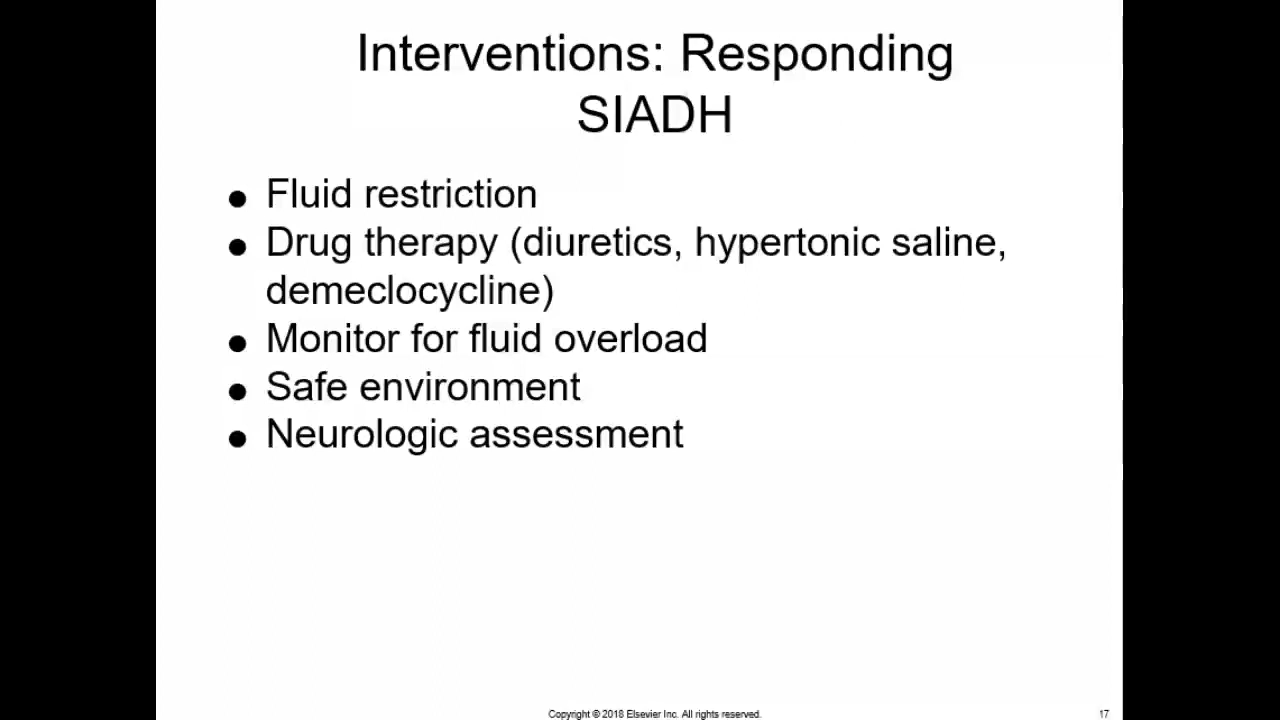 Interventions: Responding
SIADH
● Fluid restriction
● Drug therapy (diuretics, hypertonic saline,
demeclocycline)
● Monitor for fluid overload
● Safe environment
● Neurologic assessment
Copyright © 2018 Elsevier Inc. All rights reserved.
17